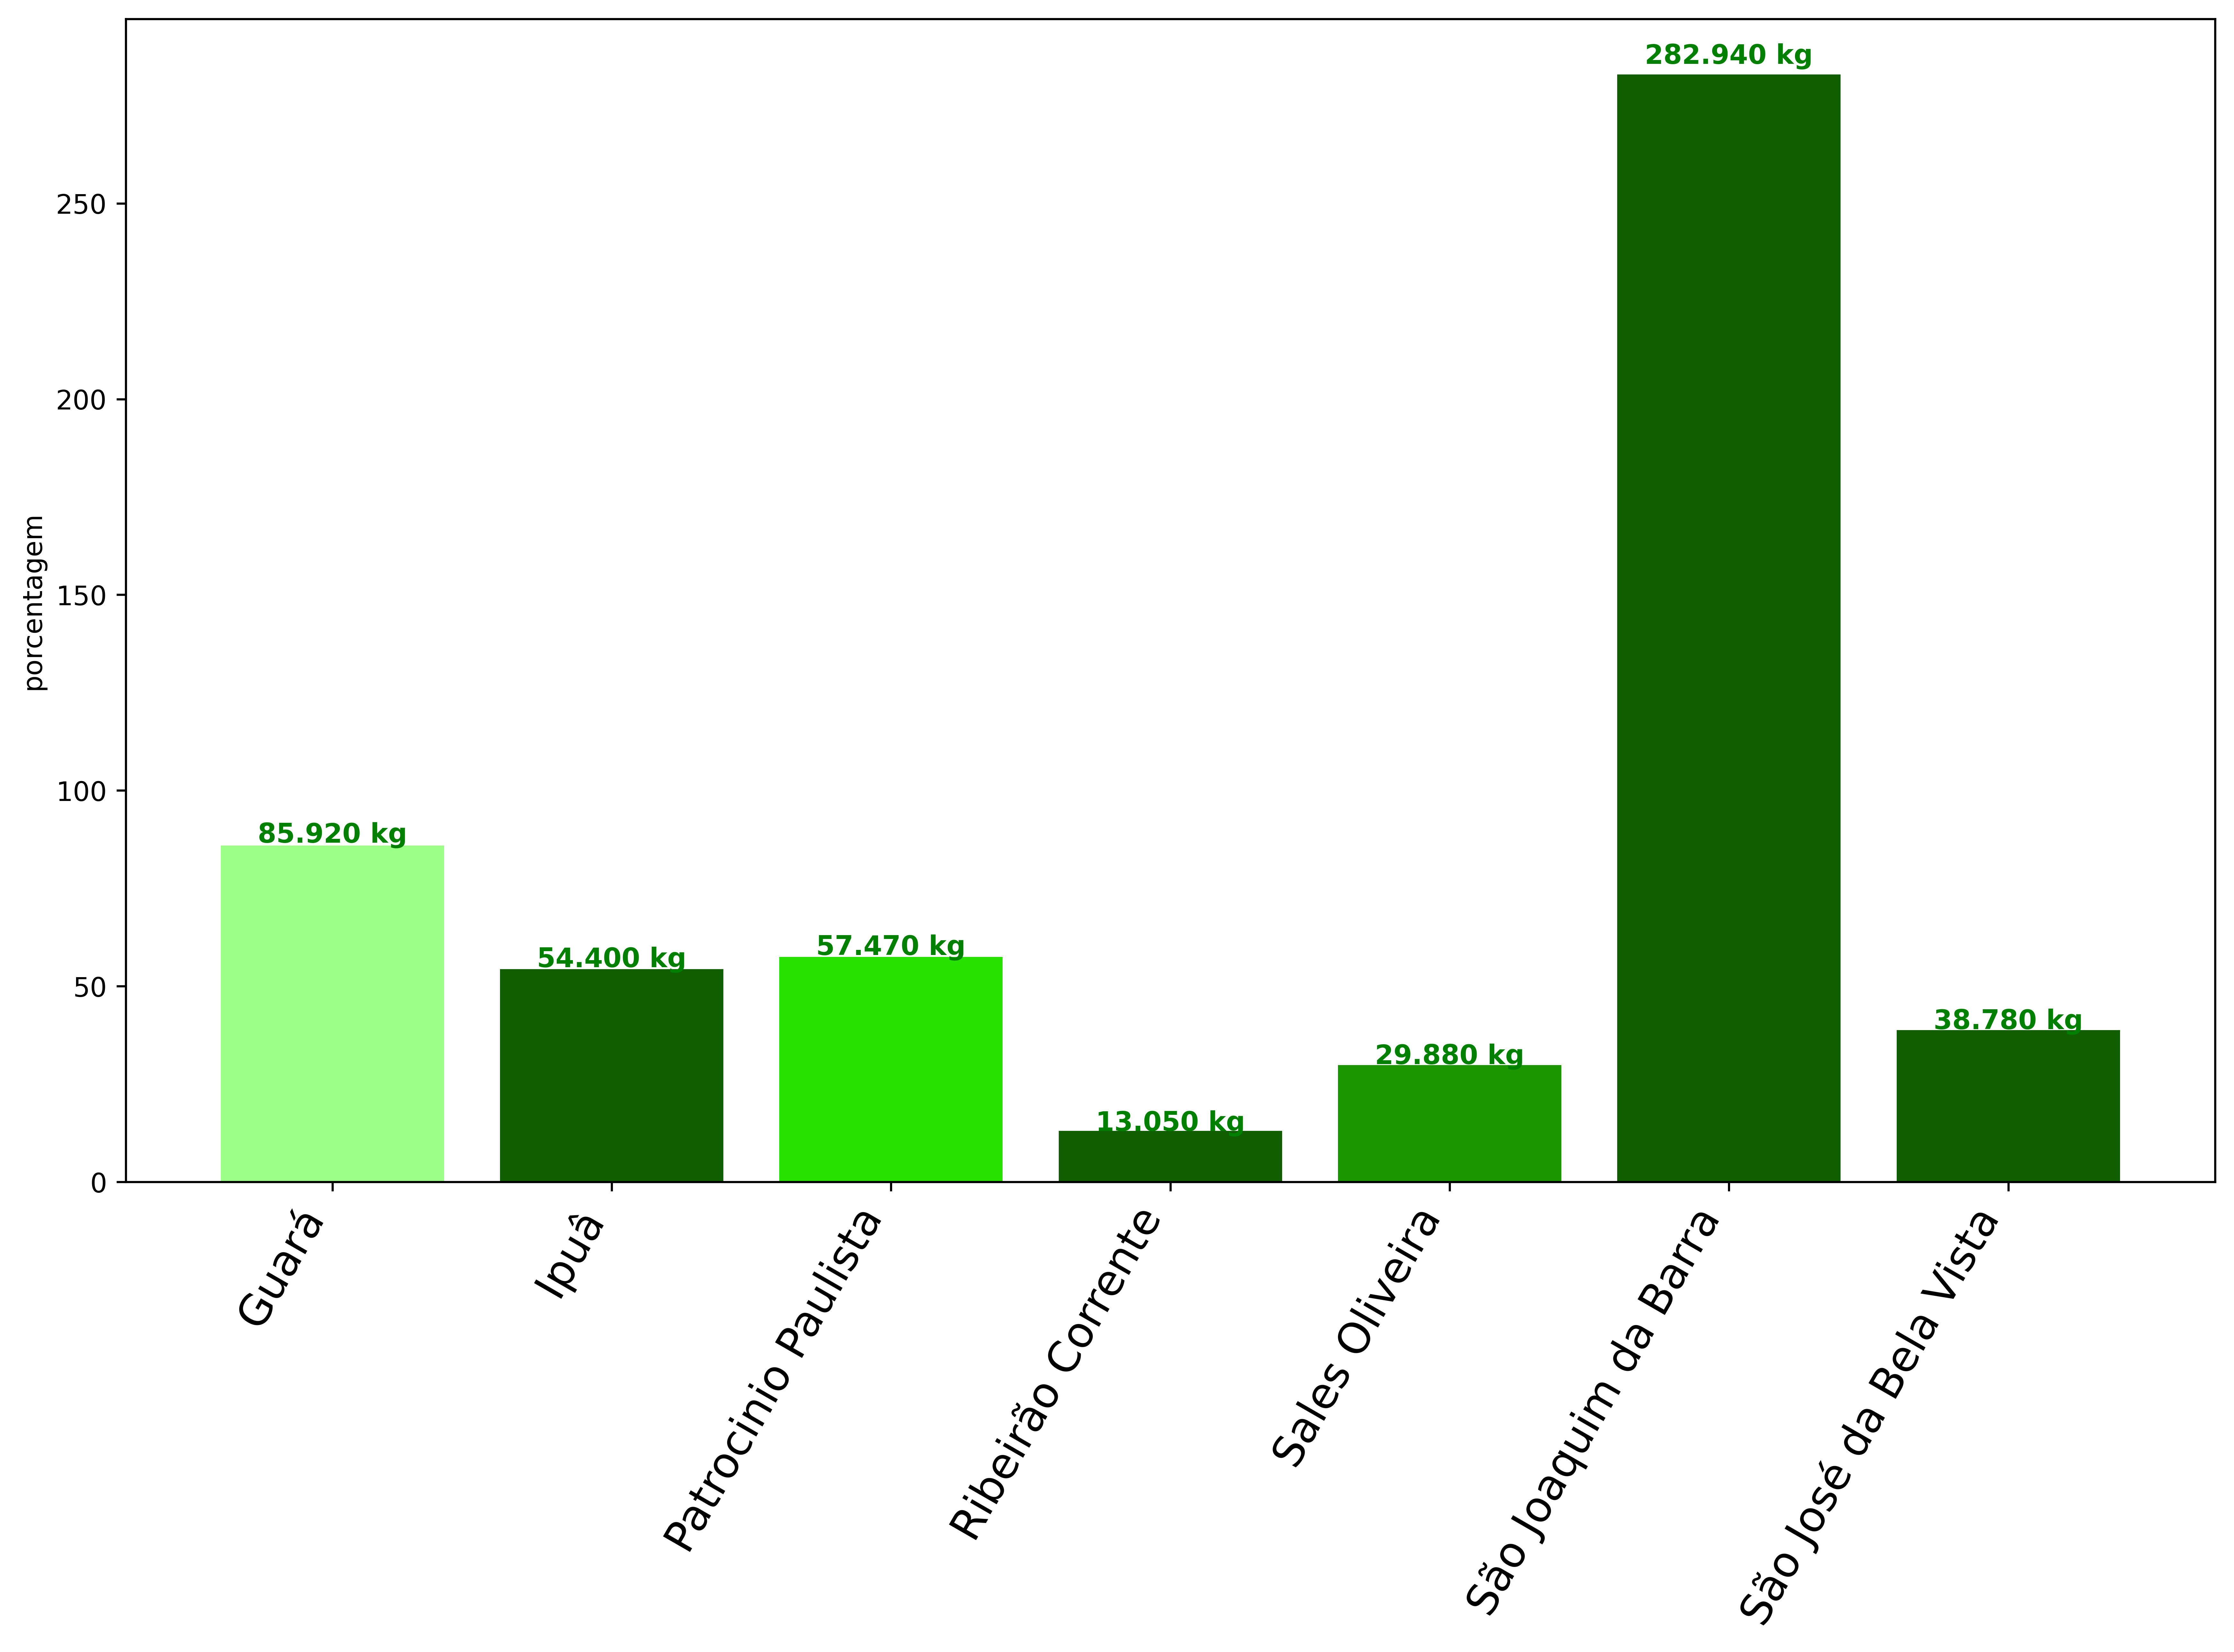 282.940 kg
250
200
porcentagem
150
100
85.920 kg
57.470 kg
54.400 kg
50
38.780 kg
29.880 kg
13.050 kg
0
Guará
Ipuâ
Patrocinio Paulista
Ribeirão Corrente
Sales Oliveira
São Joaquim da Barra
São José da Bela Vista